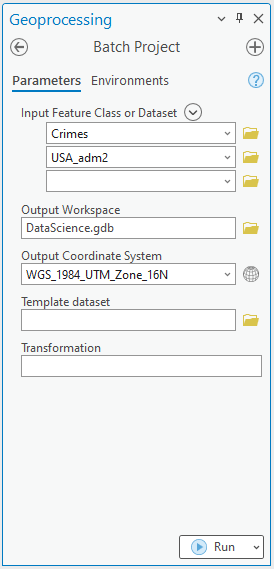 Geoprocessing
Batch Project
Parameters Environments
Input Feature Class or Dataset
Crimes
USA_adm2
Output Workspace
DataScience.gdb
Output Coordinate System
WGS_1984_UTM_Zone_16N
Template dataset
Transformation
Run